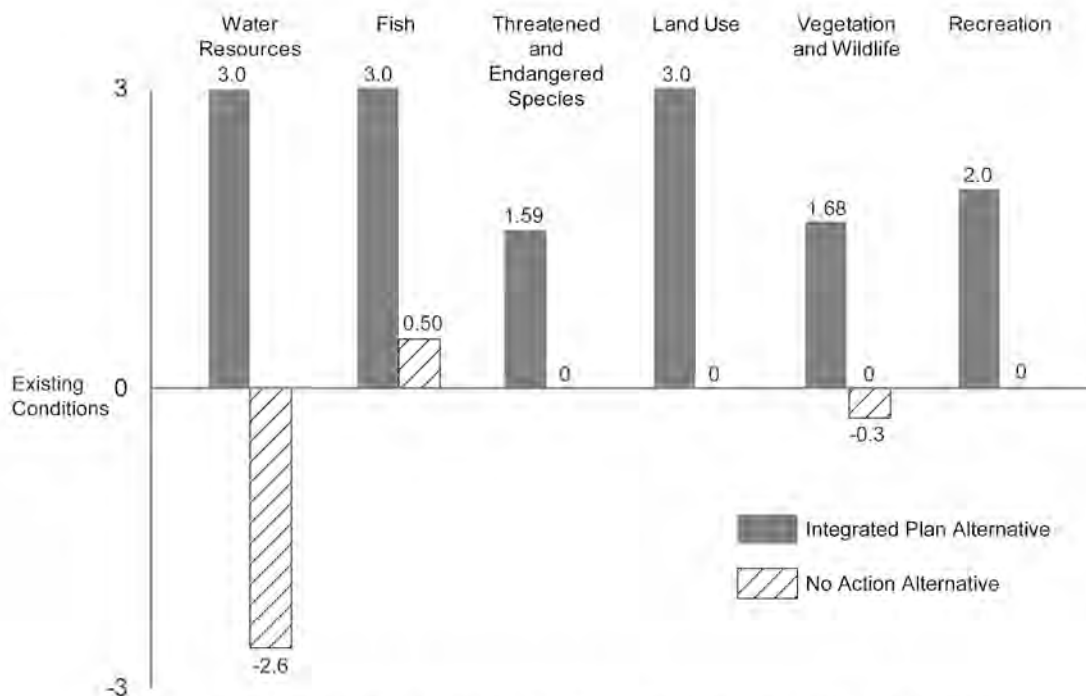 Water
Resources
Fish
Threatened
and
Endangered
Species
Land Use
Vegetation
and Wildlife
Recreation
3
3.0
3.0
3.0
2.0
1.59
1.68
0.50
Existing
Conditions
0
0
0
0
0
-0.3
-2.6
-3
Integrated Plan Alternative
No Action Alternative